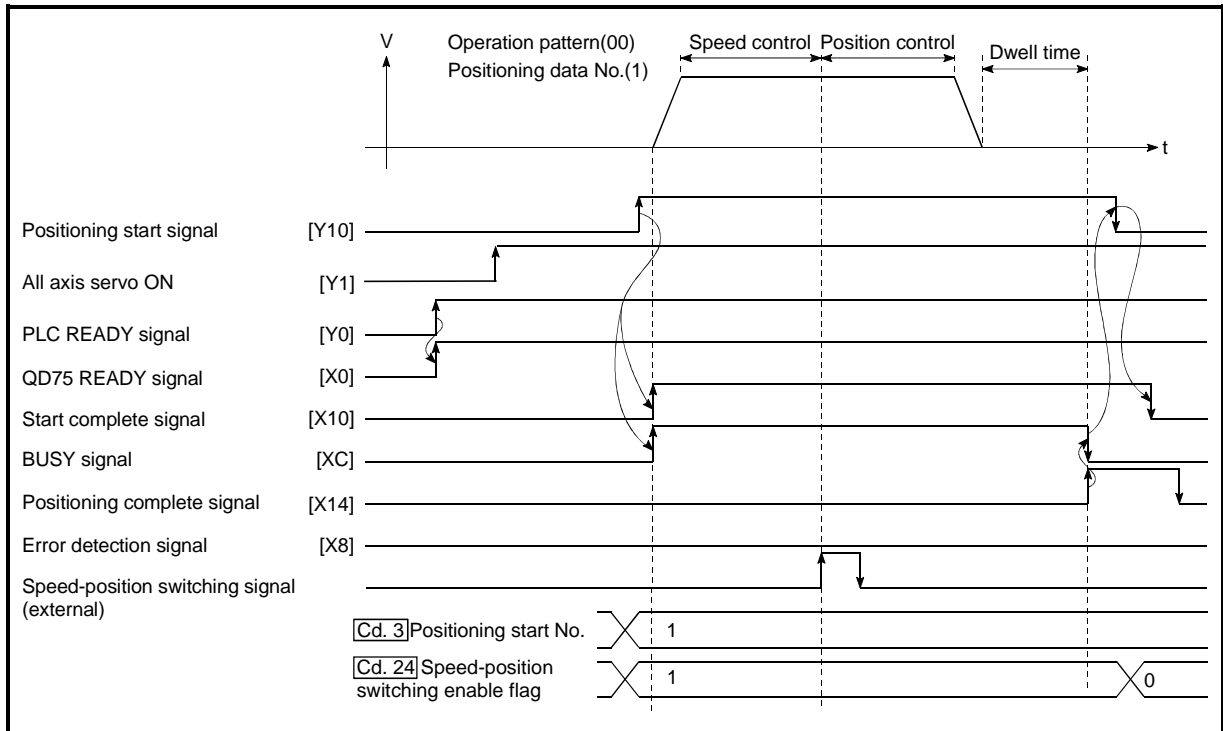 V
Operation pattern(00)
Positioning data No.(1)
Speed control
Position control
Dwell time
t
Positioning start signal [Y10]
All axis servo ON [Y1]
PLC READY signal [Y0]
QD75 READY signal [X0]
Start complete signal [X10]
BUSY signal [XC]
Positioning complete signal [X14]
Error detection signal [X8]
Speed-position switching signal
(external)
Cd. 3 Positioning start No. 1
Cd. 24 Speed-position
switching enable flag 1 0